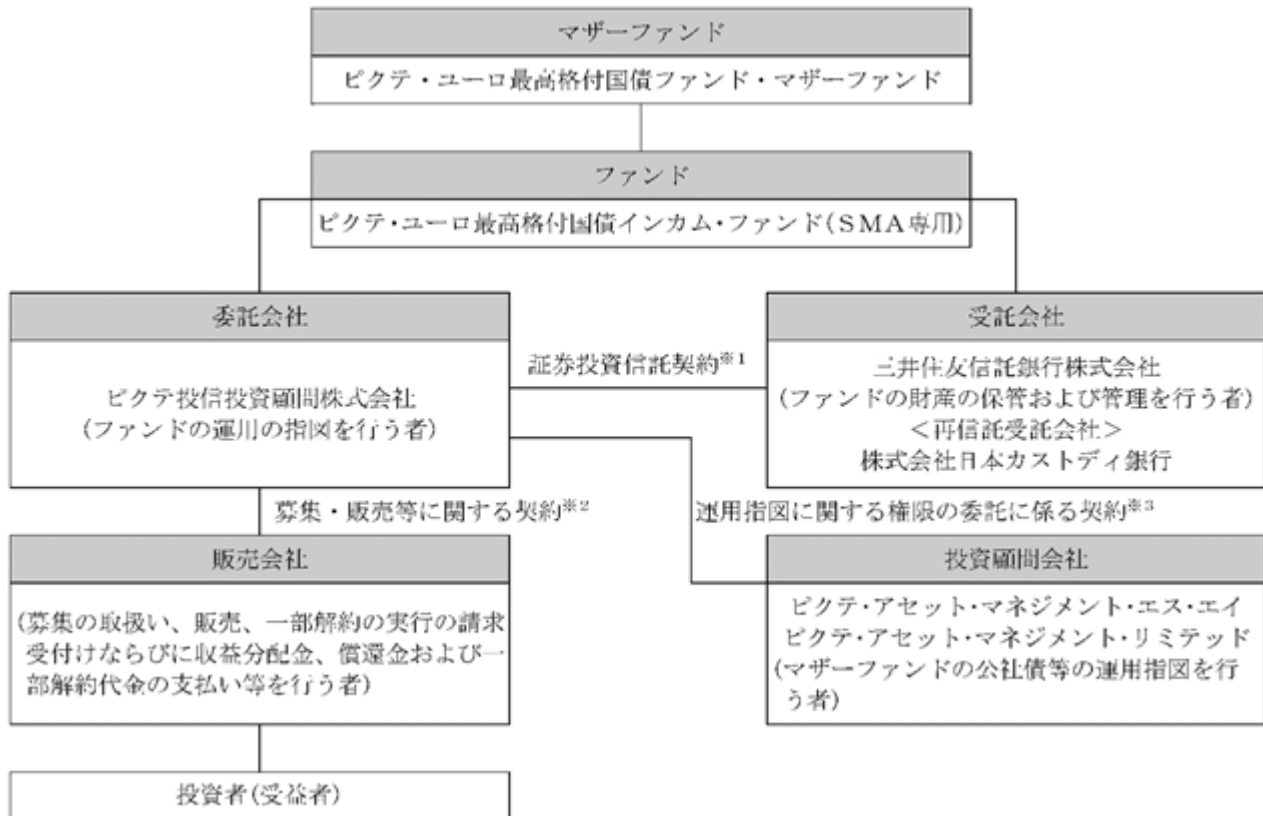 マザーファンド
ピクテ・ユーロ最高格付国債ファンド・マザーファンド
ファンド
ピクテ・ユーロ最高格付国債インカム・ファンド(ＳＭＡ専用)
委託会社
ピクテ投信投資顧問株式会社
(ファンドの運用の指図を行う者)
証券投資信託契約※1
受託会社
三井住友信託銀行株式会社
(ファンドの財産の保管および管理を行う者)
＜再信託受託会社＞
株式会社日本カストディ銀行
募集・販売等に関する契約※2
運用指図に関する権限の委託に係る契約※3
販売会社
(募集の取扱い、販売、一部解約の実行の請求
受付けならびに収益分配金、償還金および一
部解約代金の支払い等を行う者)
投資顧問会社
ピクテ・アセット・マネジメント・エス・エイ
ピクテ・アセット・マネジメント・リミテッド
(マザーファンドの公社債等の運用指図を行
う者)
投資者(受益者)